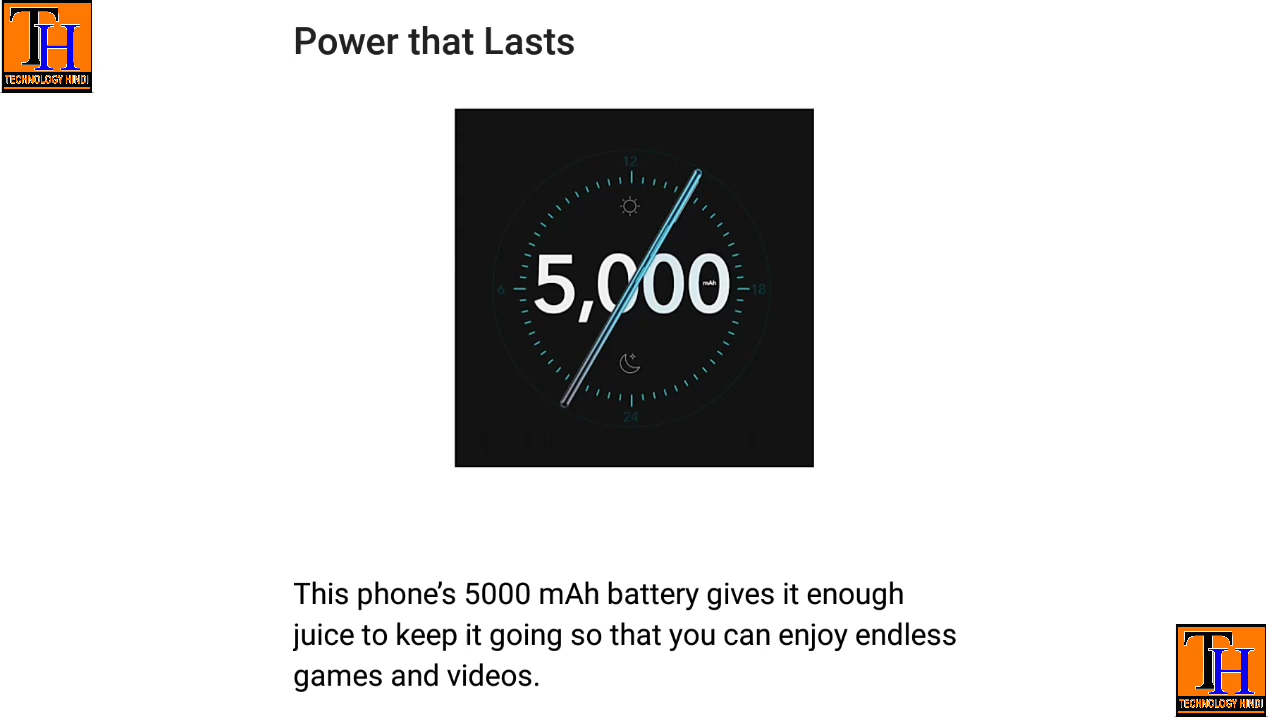 TH
TECHNOLOGY HINDI
Power that Lasts
12
5,000 mAh
6
18
24
This phone’s 5000 mAh battery gives it enough
juice to keep it going so that you can enjoy endless
games and videos.
TH
TECHNOLOGY HINDI